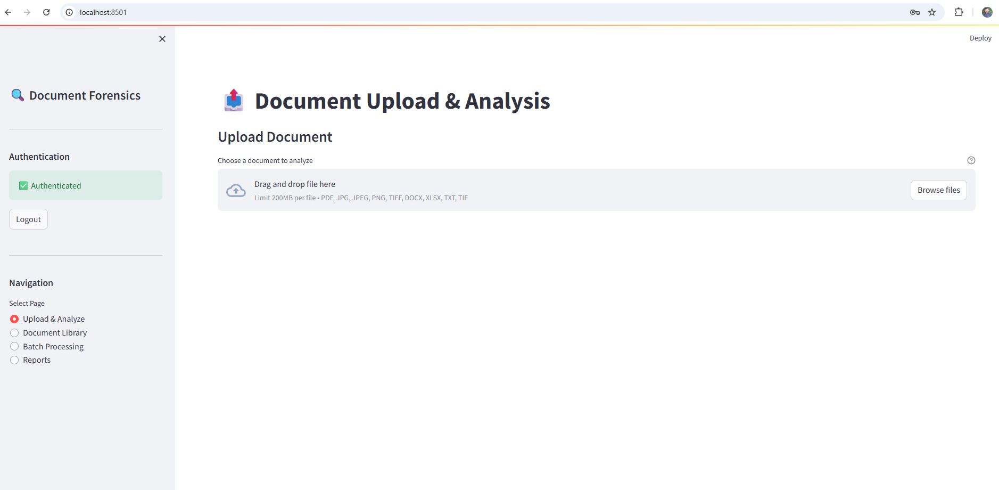 localhost:8501
Deploy
Document Forensics
Authentication
Authenticated
Logout
Navigation
Select Page
Upload & Analyze
Document Library
Batch Processing
Reports
Document Upload & Analysis
Upload Document
Choose a document to analyze
Drag and drop file here
Limit 200MB per file • PDF, JPG, JPEG, PNG, TIFF, DOCX, XLSX, TXT, TIF
Browse files